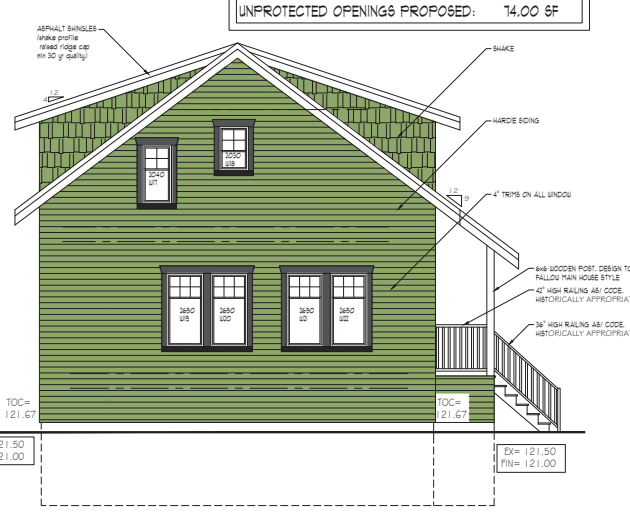 UNPROTECTED OPENINGS PROPOSED: 74.00 SF
ASPHALT SHINGLES
(shake profile
raised ridge cap
min 30 yr quality)
12
4
SHAKE
HARDIE SIDING
2030
W18
2040
W17
4" TRIMS ON ALL WINDOW
12
9
6x6 WOODEN POST, DESIGN TO
FALLOW MAIN HOUSE STYLE
42" HIGH RAILING AS/ CODE,
HISTORICALLY APPROPRIAT
36" HIGH RAILING AS/ CODE,
HISTORICALLY APPROPRIAT
2650
W19
2650
W20
2650
W21
2650
W22
TOC=
121.67
TOC=
121.67
21.50
21.00
EX= 121.50
FIN= 121.00